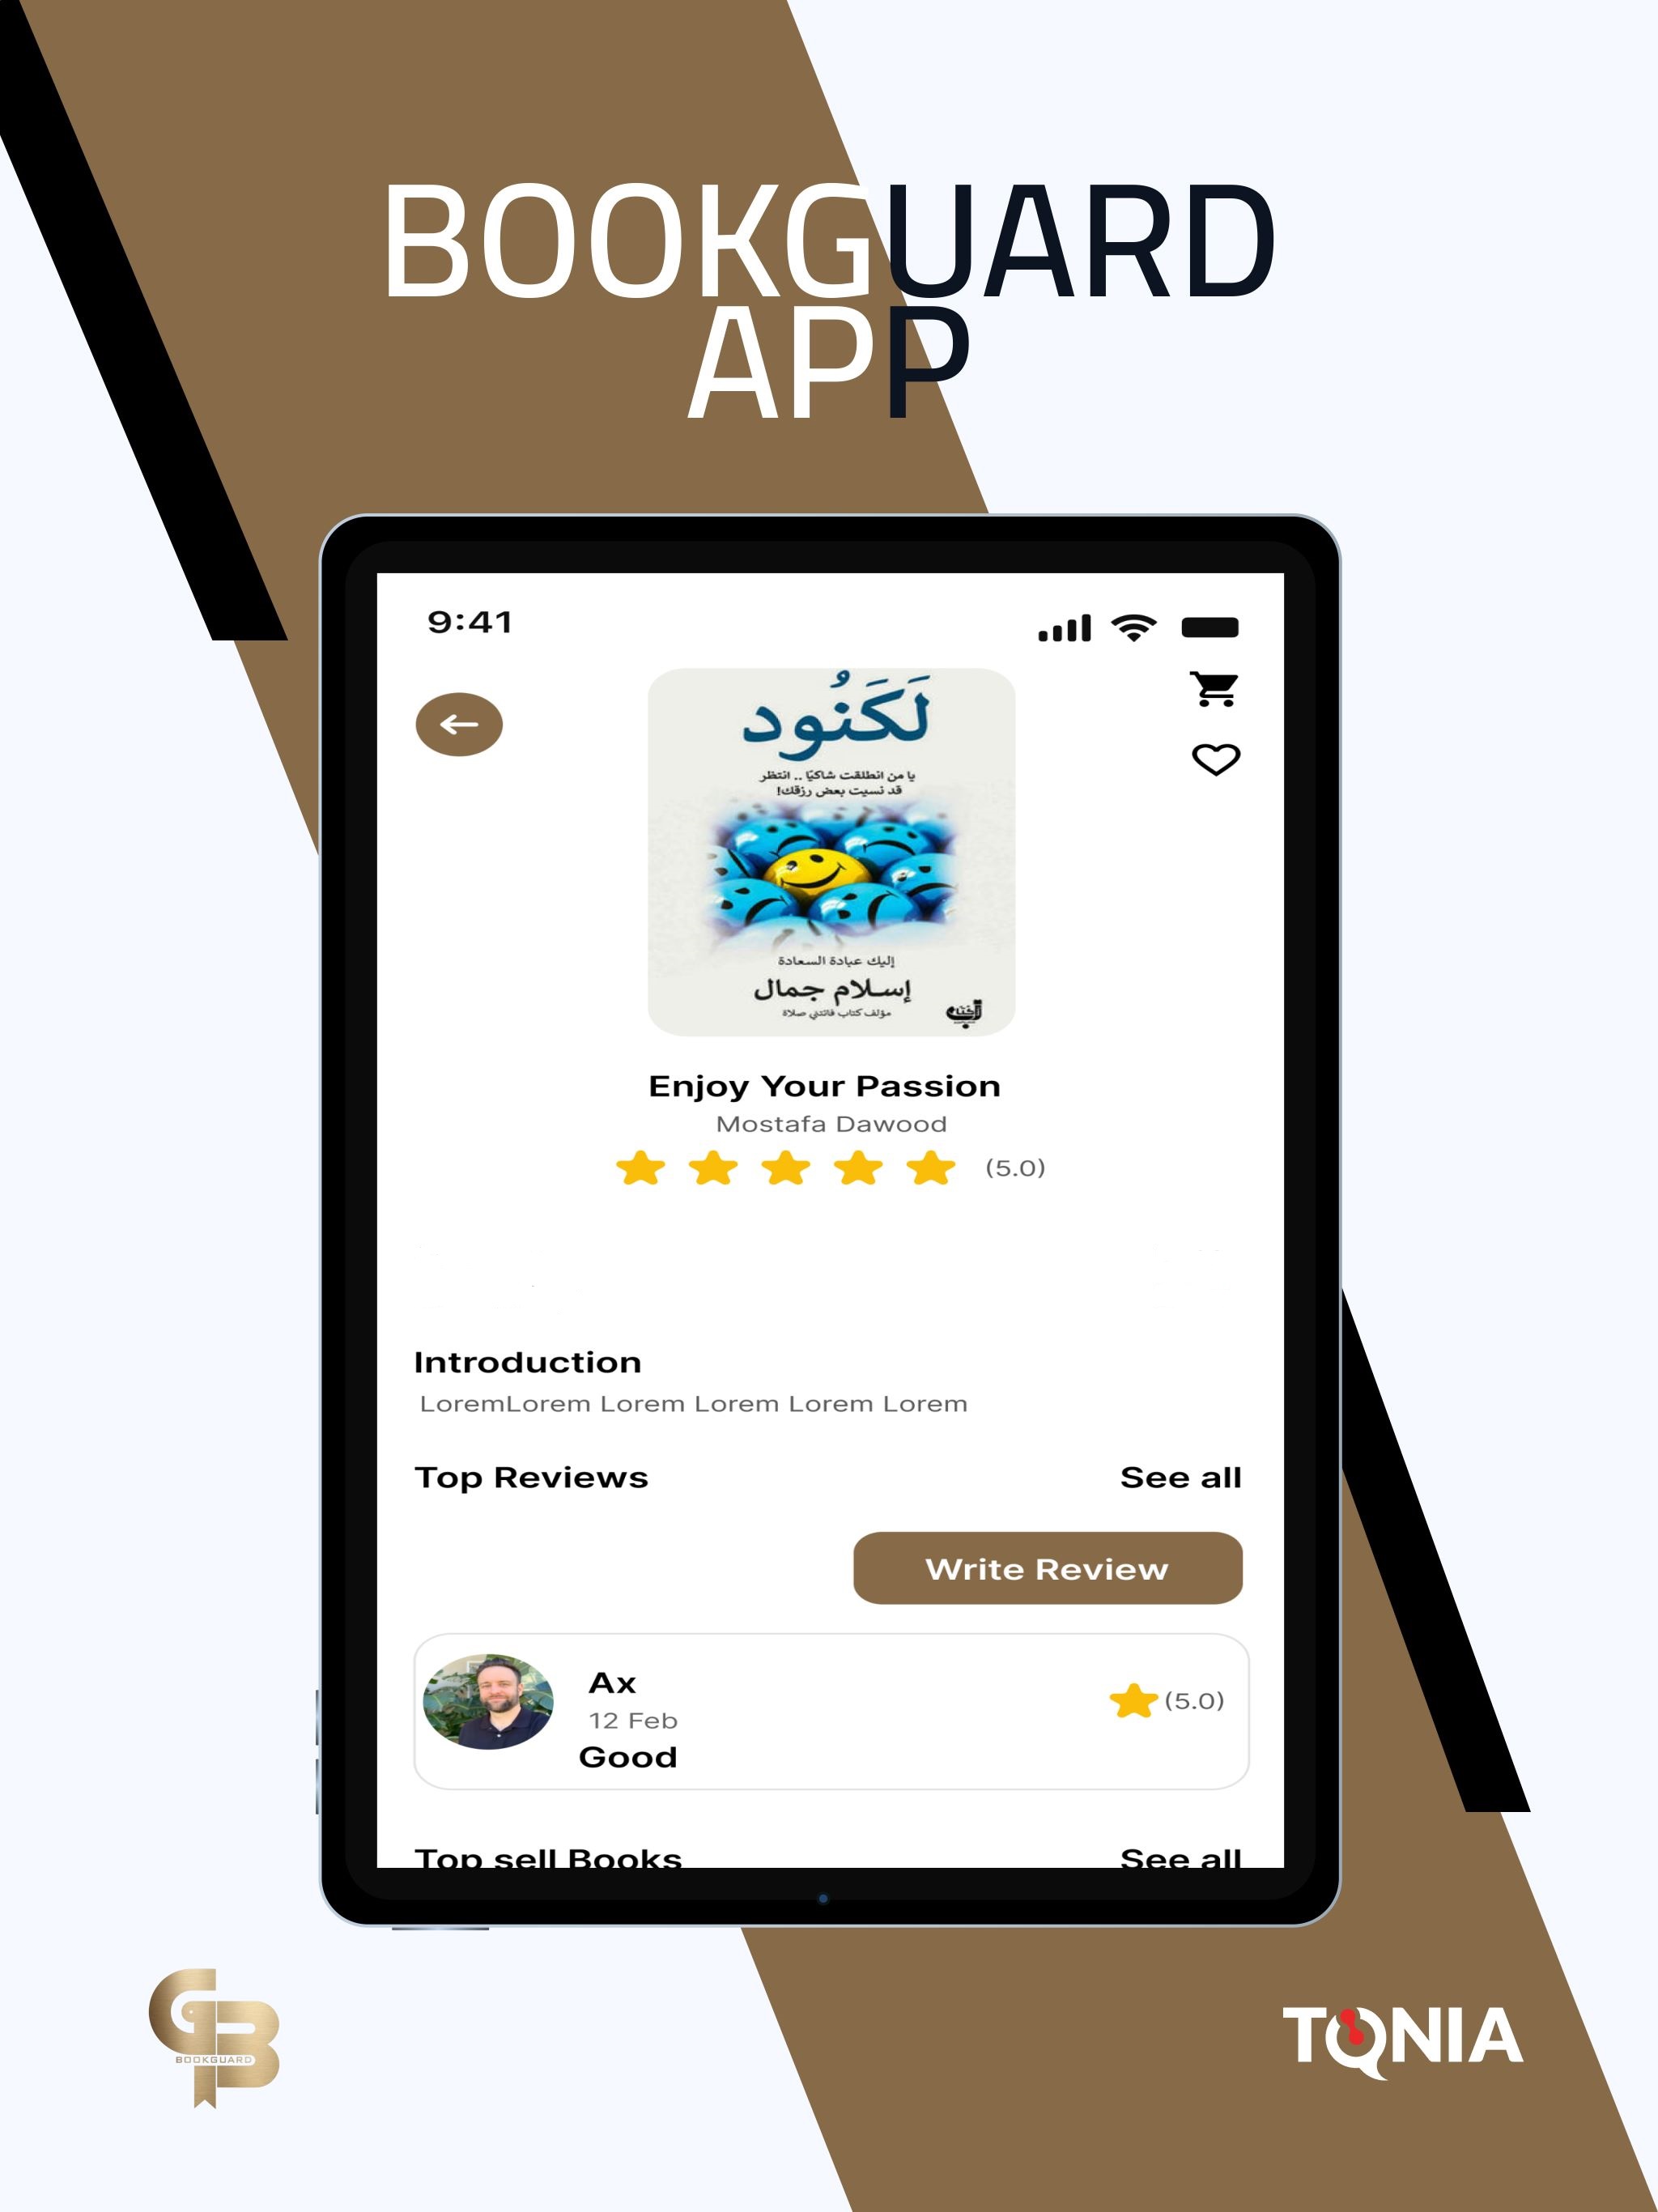 BOOKGUARD
APP
9:41
لَكَنُود
يا من انطلقت شاكيًا .. انتظر
قد نسيت بعض رزقك!
إليك عبادة السعادة
إسلام جمال
مؤلف كتاب فاتتني صلاة
Enjoy Your Passion
Mostafa Dawood
(5.0)
Introduction
LoremLorem Lorem Lorem Lorem Lorem
Top Reviews See all
Write Review
Ax
12 Feb
Good
(5.0)
Top sell Books See all
BOOKGUARD
TQNIA